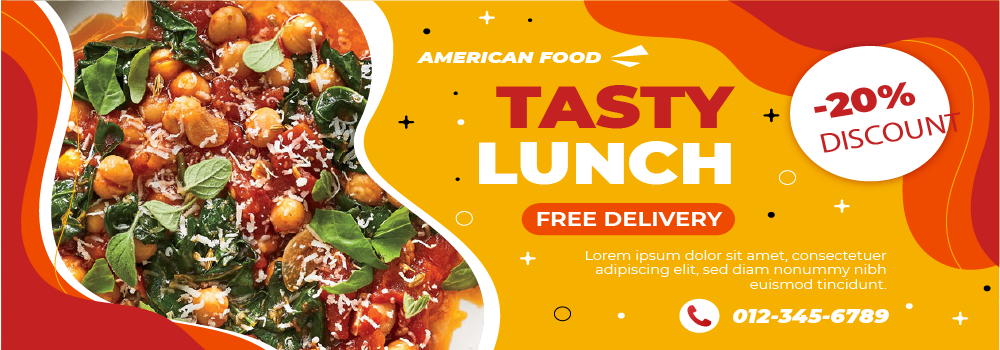 AMERICAN FOOD
TASTY
LUNCH
FREE DELIVERY
-20%
DISCOUNT
Lorem ipsum dolor sit amet, consectetuer
adipiscing elit, sed diam nonummy nibh
euismod tincidunt.
012-345-6789